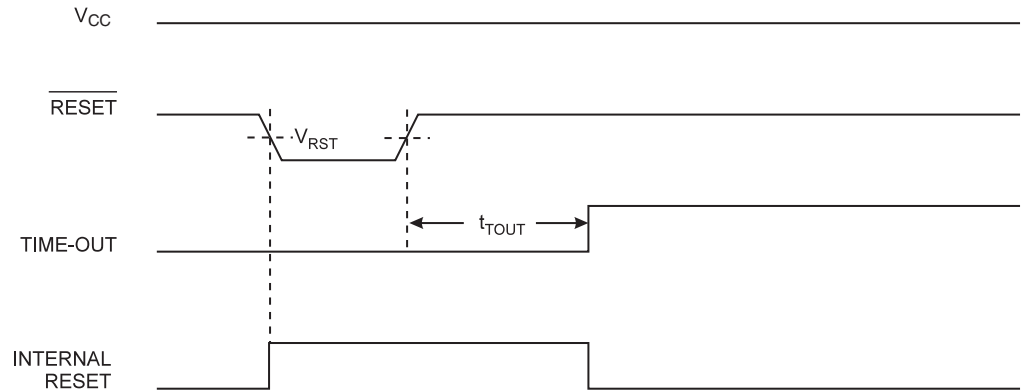 VCC
RESET
VRST
tTOUT
TIME-OUT
INTERNAL
RESET